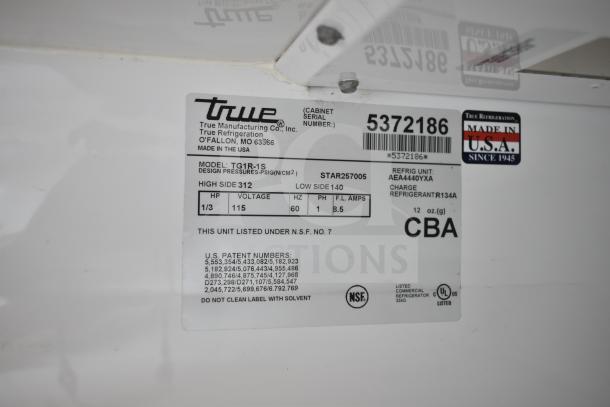 5372186
U.S.A.
true®
True Manufacturing Co., Inc.
True Refrigeration
O'FALLON, MO 63366
MADE IN THE USA
(CABINET
SERIAL
NUMBER:)
5372186
*5372186*
TRUE REFRIGERATION
MADE IN
U.S.A.
SINCE 1945
MODEL: TG1R-1S
DESIGN PRESSURES-PSIG(N/CM²)
STAR257005
REFRIG UNIT
AEA4440YXA
HIGH SIDE 312
LOW SIDE 140
CHARGE
REFRIGERANT R134A
HP VOLTAGE HZ PH F.L. AMPS
1/3 115 60 1 8.5
12 oz.(g)
CBA
THIS UNIT LISTED UNDER N.S.F. NO. 7
AUCTIONS
U.S. PATENT NUMBERS:
5,553,354/5,433,082/5,182,923
5,182,924/5,076,443/4,955,486
4,890,746/4,875,745/4,127,968
D273,298/D271,107/5,584,547
2,045,722/5,699,676/6,792,769
DO NOT CLEAN LABEL WITH SOLVENT
NSF®
LISTED
COMMERCIAL
REFRIGERATOR
C UL US
LISTED